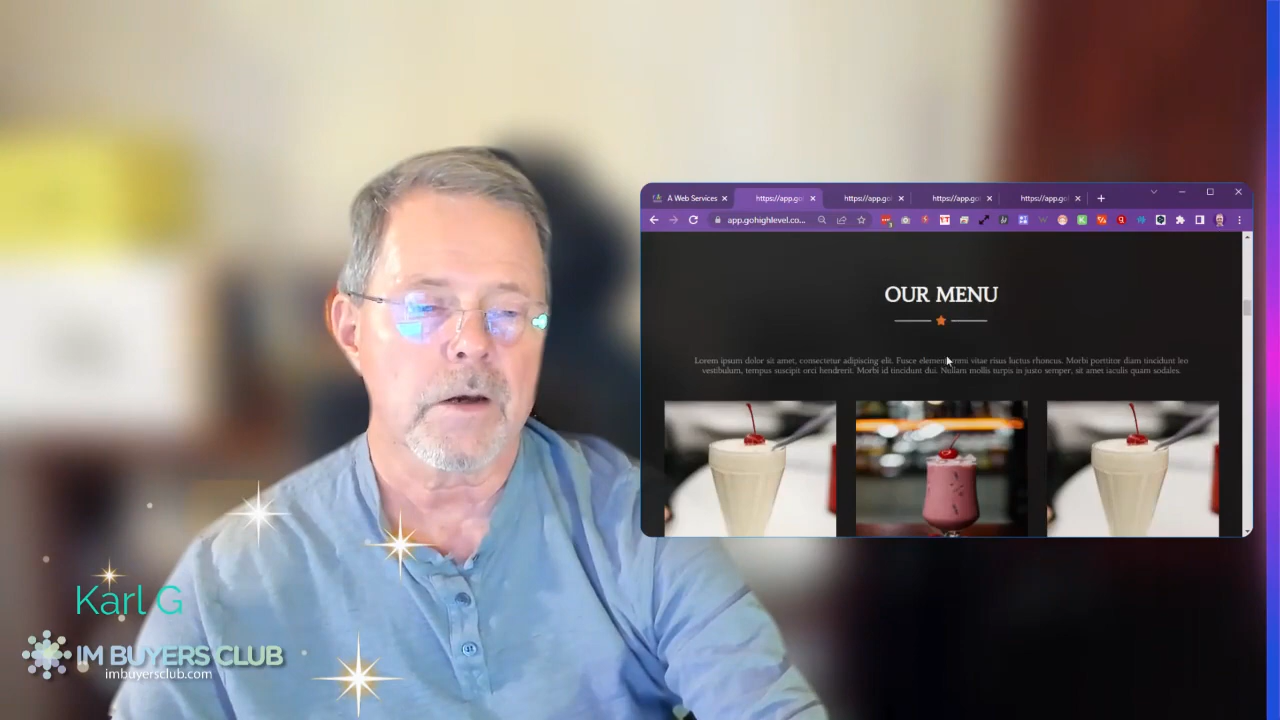 A Web Services
https://app.go
https://app.go
https://app.go
https://app.go
app.gohighlevel.co...
OUR MENU
Lorem ipsum dolor sit amet, consectetur adipiscing elit. Fusce elemen mi vitae risus luctus rhoncus. Morbi porttitor diam tincidunt leo
vestibulum, tempus suscipit orci hendrerit. Morbi id tincidunt dui. Nullam mollis turpis in justo semper, sit amet iaculis quam sodales.
Karl G
IM BUYERS CLUB
imbuyersclub.com